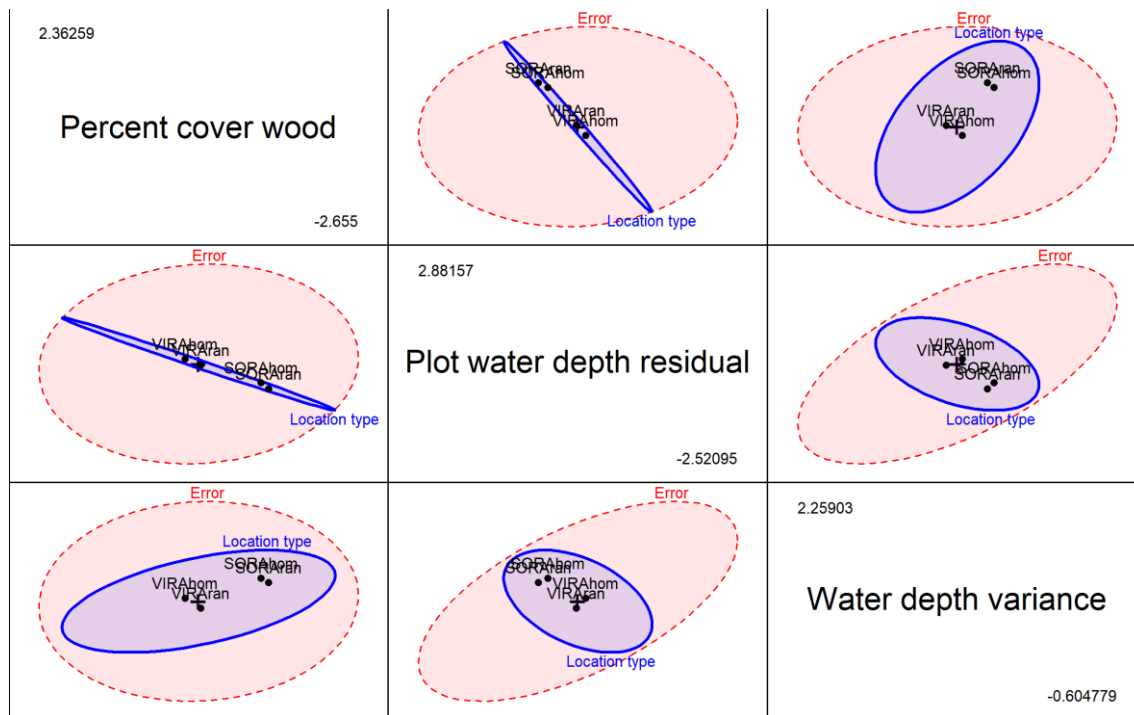 2.36259
Percent cover wood
-2.655
Error
SORAran
SORAhom
VIRAran
VIRAhom
Location type
Error
Location type
SORAran
SORAhom
VIRAran
VIRAhom
Error
VIRAhom
VIRAran
SORAhom
SORAran
Location type
2.88157
Plot water depth residual
-2.52095
Error
VIRAhom
VIRAran
SORAhom
SORAran
Location type
Error
Location type
SORAhom
SORAran
VIRAhom
VIRAran
Error
SORAhom
SORAran
VIRAhom
VIRAran
Location type
2.25903
Water depth variance
-0.604779